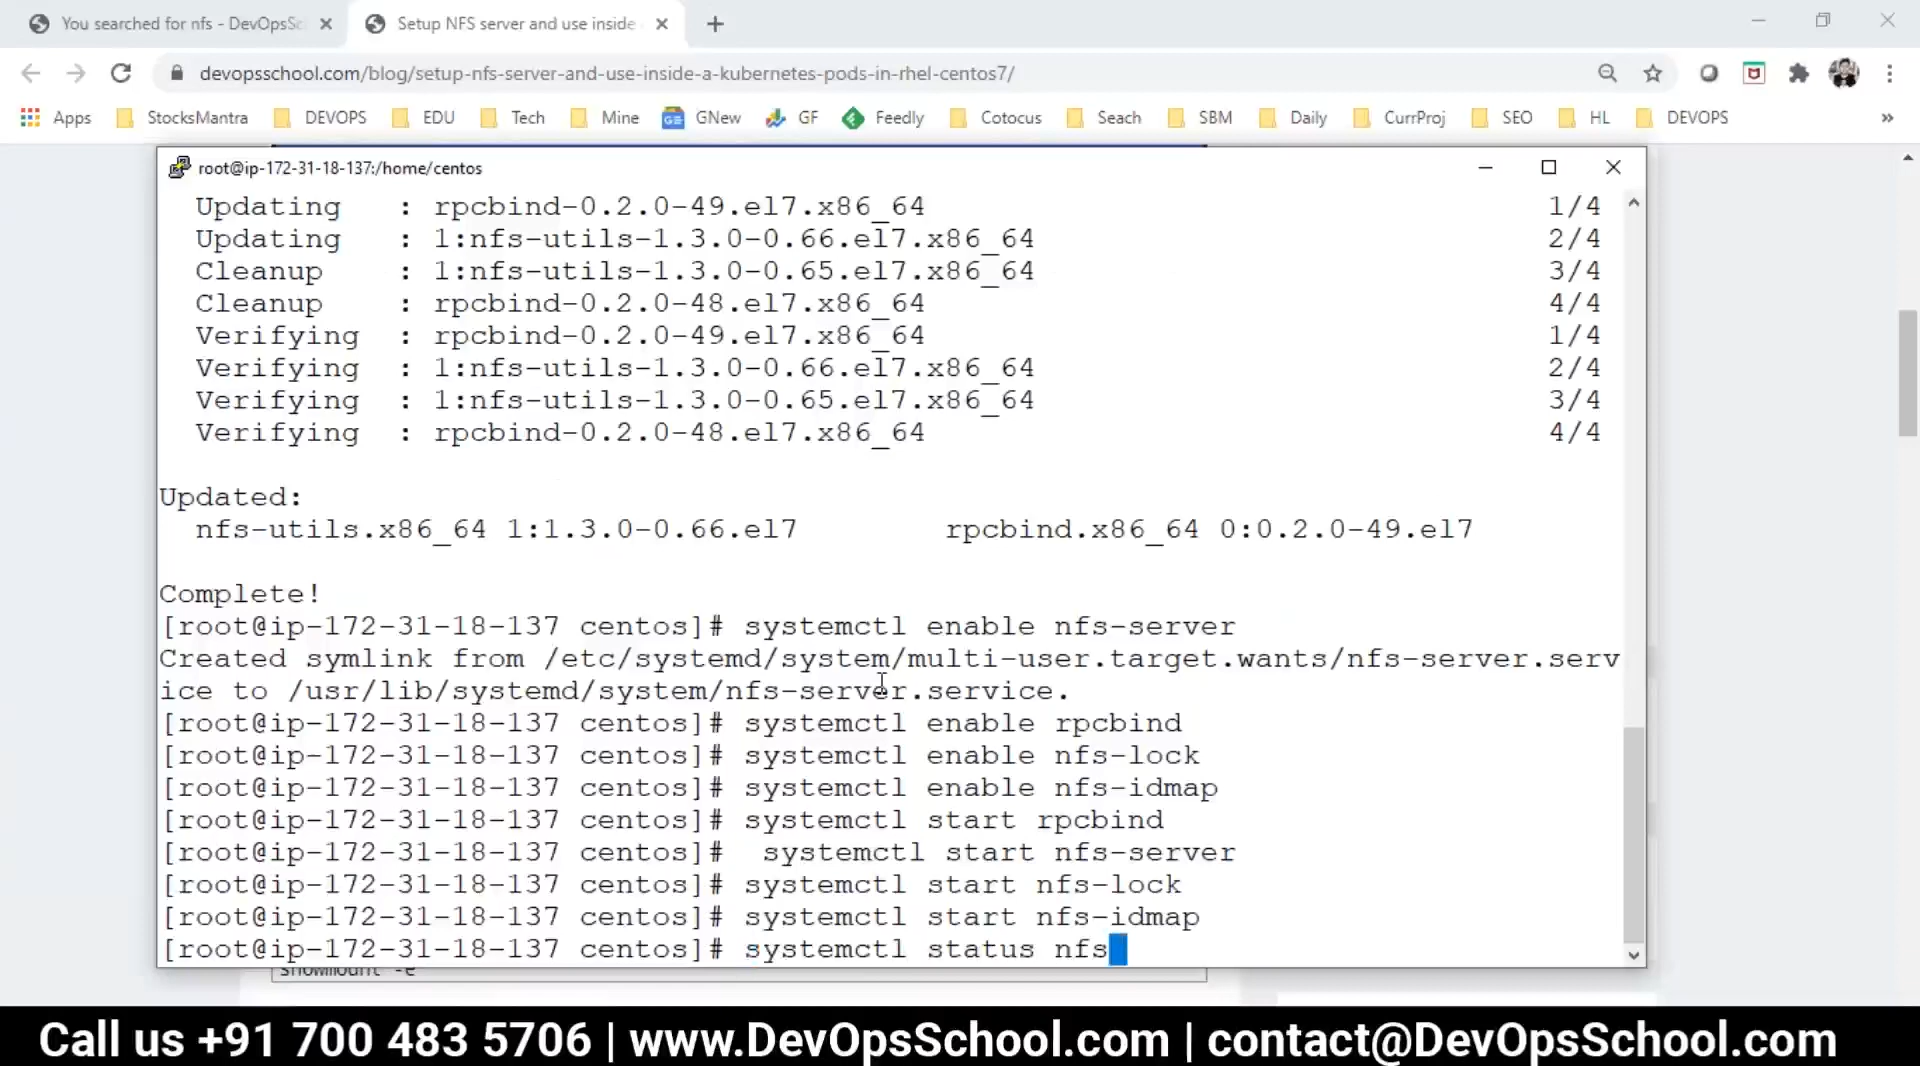 You searched for nfs - DevOpsSc
Setup NFS server and use inside
devopsschool.com/blog/setup-nfs-server-and-use-inside-a-kubernetes-pods-in-rhel-centos7/
Apps StocksMantra DEVOPS EDU Tech Mine GNew GF Feedly Cotocus Seach SBM Daily CurrProj SEO HL DEVOPS »
root@ip-172-31-18-137:/home/centos
Updating : rpcbind-0.2.0-49.el7.x86_64 1/4
Updating : 1:nfs-utils-1.3.0-0.66.el7.x86_64 2/4
Cleanup : 1:nfs-utils-1.3.0-0.65.el7.x86_64 3/4
Cleanup : rpcbind-0.2.0-48.el7.x86_64 4/4
Verifying : rpcbind-0.2.0-49.el7.x86_64 1/4
Verifying : 1:nfs-utils-1.3.0-0.66.el7.x86_64 2/4
Verifying : 1:nfs-utils-1.3.0-0.65.el7.x86_64 3/4
Verifying : rpcbind-0.2.0-48.el7.x86_64 4/4
Updated:
nfs-utils.x86_64 1:1.3.0-0.66.el7 rpcbind.x86_64 0:0.2.0-49.el7
Complete!
[root@ip-172-31-18-137 centos]# systemctl enable nfs-server
Created symlink from /etc/systemd/system/multi-user.target.wants/nfs-server.serv
ice to /usr/lib/systemd/system/nfs-server.service.
[root@ip-172-31-18-137 centos]# systemctl enable rpcbind
[root@ip-172-31-18-137 centos]# systemctl enable nfs-lock
[root@ip-172-31-18-137 centos]# systemctl enable nfs-idmap
[root@ip-172-31-18-137 centos]# systemctl start rpcbind
[root@ip-172-31-18-137 centos]#  systemctl start nfs-server
[root@ip-172-31-18-137 centos]# systemctl start nfs-lock
[root@ip-172-31-18-137 centos]# systemctl start nfs-idmap
[root@ip-172-31-18-137 centos]# systemctl status nfs
showmount -e
Call us +91 700 483 5706 | www.DevOpsSchool.com | contact@DevOpsSchool.com